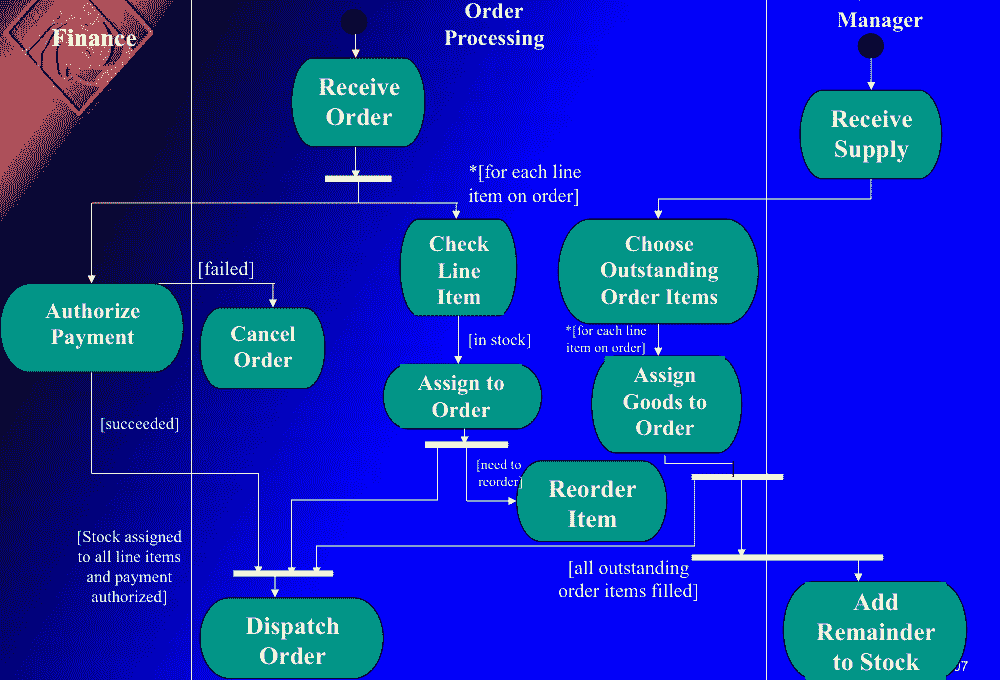 Finance
Order
Processing
Manager
Receive
Order
Receive
Supply
*[for each line
item on order]
Check
Line
Item
Choose
Outstanding
Order Items
[failed]
Authorize
Payment
Cancel
Order
[in stock]
*[for each line
item on order]
Assign to
Order
Assign
Goods to
Order
[succeeded]
[need to
reorder]
Reorder
Item
[Stock assigned
to all line items
and payment
authorized]
[all outstanding
order items filled]
Dispatch
Order
Add
Remainder
to Stock